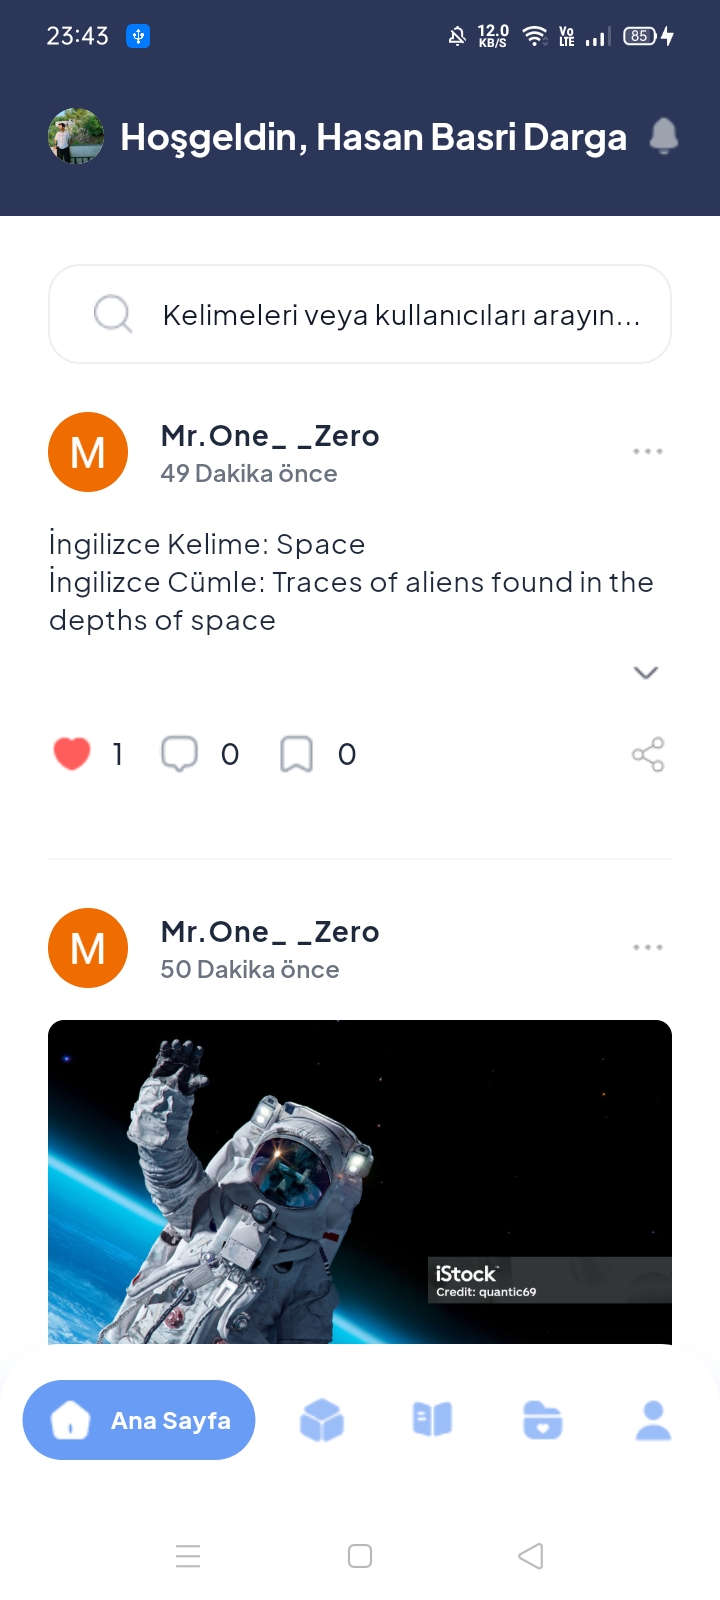 23:43
12.0
KB/S
Vo
LTE
85
Hoşgeldin, Hasan Basri Darga
Kelimeleri veya kullanıcıları arayın...
M
Mr.One_ _Zero
49 Dakika önce
İngilizce Kelime: Space
İngilizce Cümle: Traces of aliens found in the
depths of space
1
0
0
M
Mr.One_ _Zero
50 Dakika önce
iStock
Credit: quantic69
Ana Sayfa